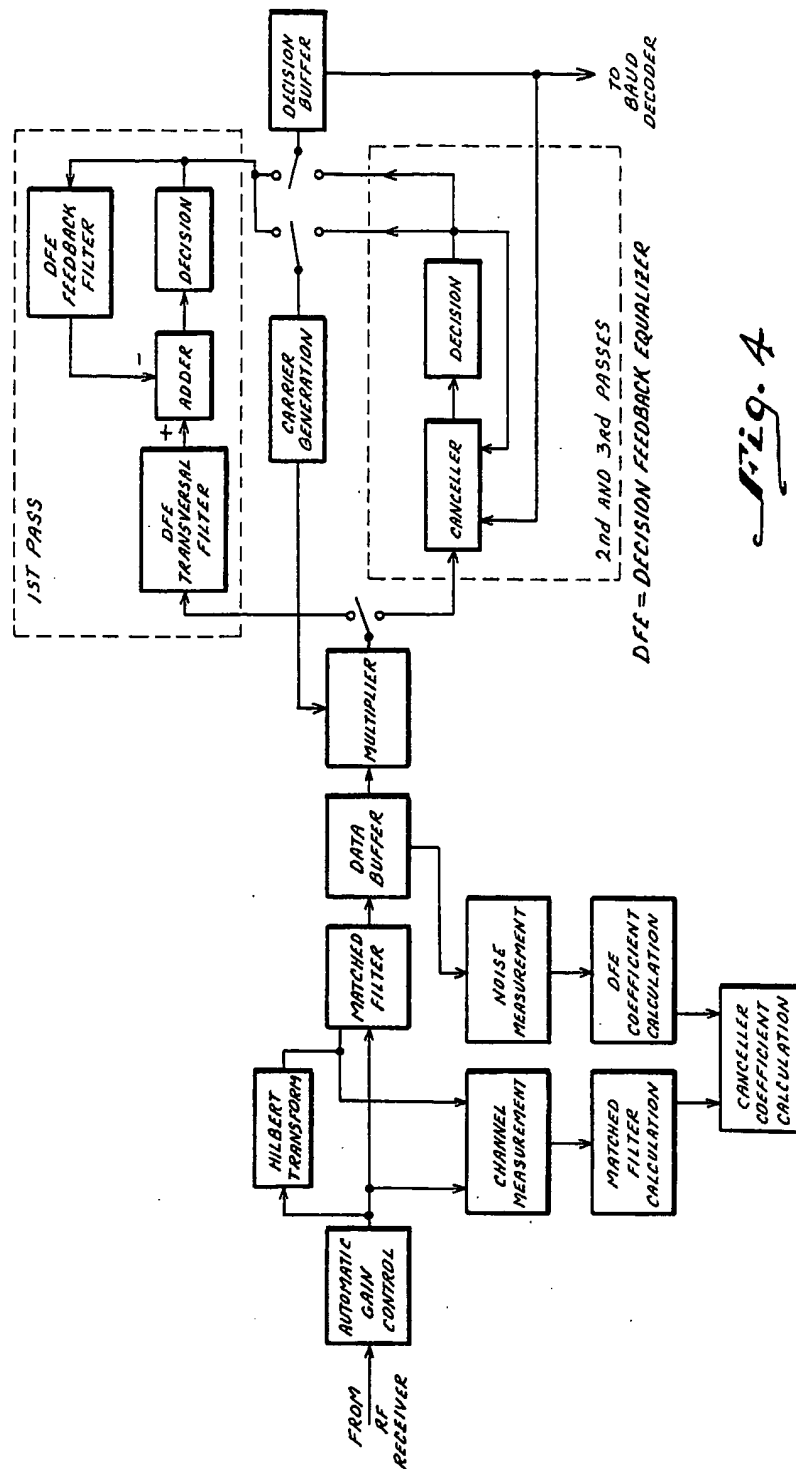 FROM
RF
RECEIVER
AUTOMATIC
GAIN
CONTROL
HILBERT
TRANSFORM
MATCHED
FILTER
DATA
BUFFER
MULTIPLIER
CHANNEL
MEASUREMENT
MATCHED
FILTER
CALCULATION
NOISE
MEASUREMENT
DFE
COEFFICIENT
CALCULATION
CANCELLER
COEFFICIENT
CALCULATION
1ST PASS
DFE
TRANSVERSAL
FILTER
+
ADDER
-
DECISION
DFE
FEEDBACK
FILTER
CARRIER
GENERATION
DECISION
BUFFER
CANCELLER
DECISION
2nd AND 3rd PASSES
TO
BAUD
DECODER
DFE = DECISION FEEDBACK EQUALIZER
Fig. 4